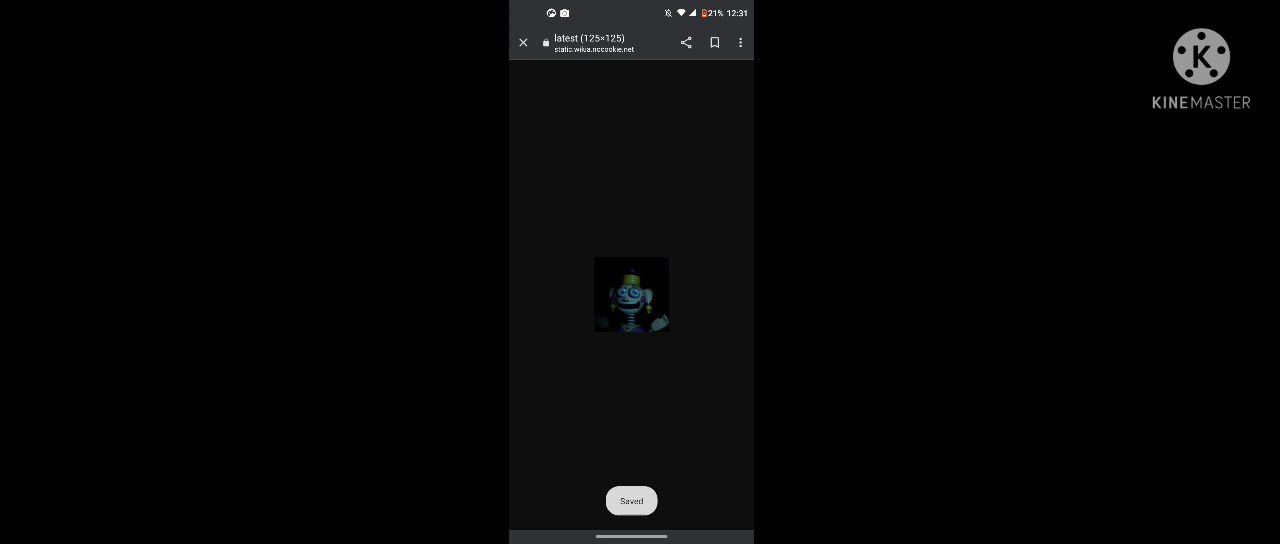 21% 12:31
latest (125×125)
static.wikia.nocookie.net
K
KINEMASTER
Saved